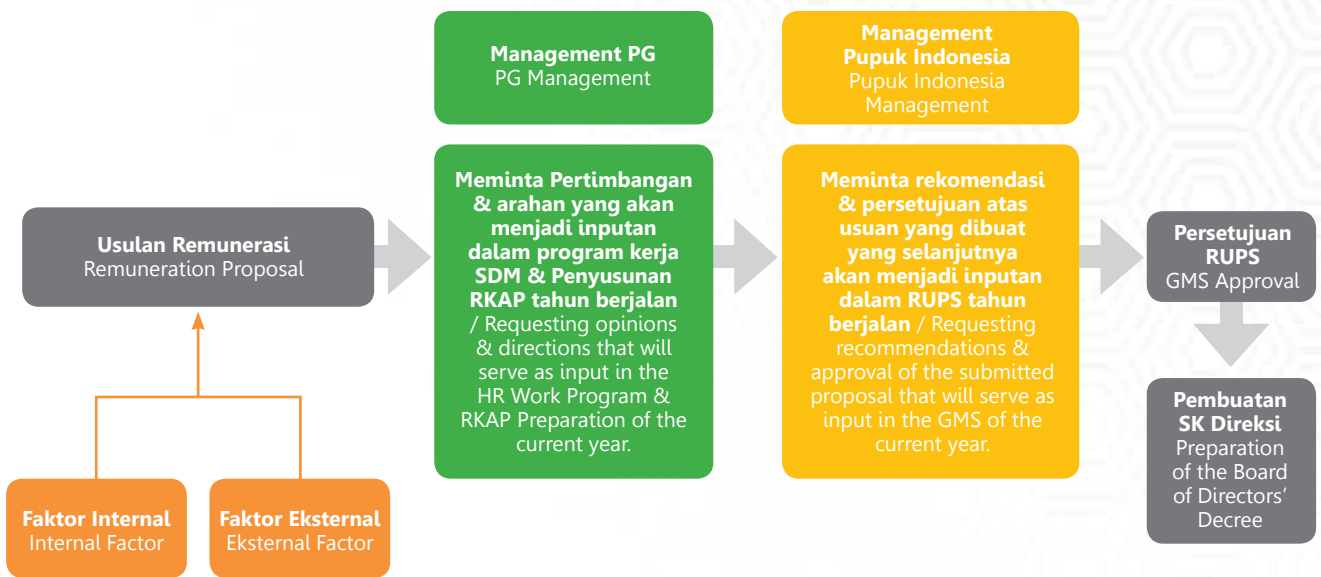 Management PG
PG Management
Management
Pupuk Indonesia
Pupuk Indonesia
Management
Usulan Remunerasi
Remuneration Proposal
Meminta Pertimbangan
& arahan yang akan
menjadi inputan
dalam program kerja
SDM & Penyusunan
RKAP tahun berjalan
/ Requesting opinions
& directions that will
serve as input in the
HR Work Program &
RKAP Preparation of the
current year.
Meminta rekomendasi
& persetujuan atas
usuan yang dibuat
yang selanjutnya
akan menjadi inputan
dalam RUPS tahun
berjalan / Requesting
recommendations &
approval of the submitted
proposal that will serve as
input in the GMS of the
current year.
Persetujuan
RUPS
GMS Approval
Pembuatan
SK Direksi
Preparation
of the Board
of Directors’
Decree
Faktor Internal
Internal Factor
Faktor Eksternal
Eksternal Factor